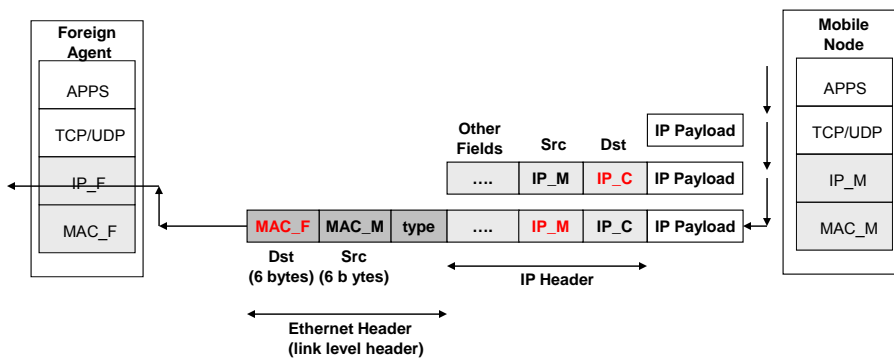 Foreign
Agent
APPS
TCP/UDP
IP_F
MAC_F
Mobile
Node
APPS
TCP/UDP
IP_M
MAC_M
Other
Fields Src Dst
IP Payload
.... IP_M IP_C IP Payload
MAC_F MAC_M type .... IP_M IP_C IP Payload
Dst Src
(6 bytes) (6 b ytes)
IP Header
Ethernet Header
(link level header)